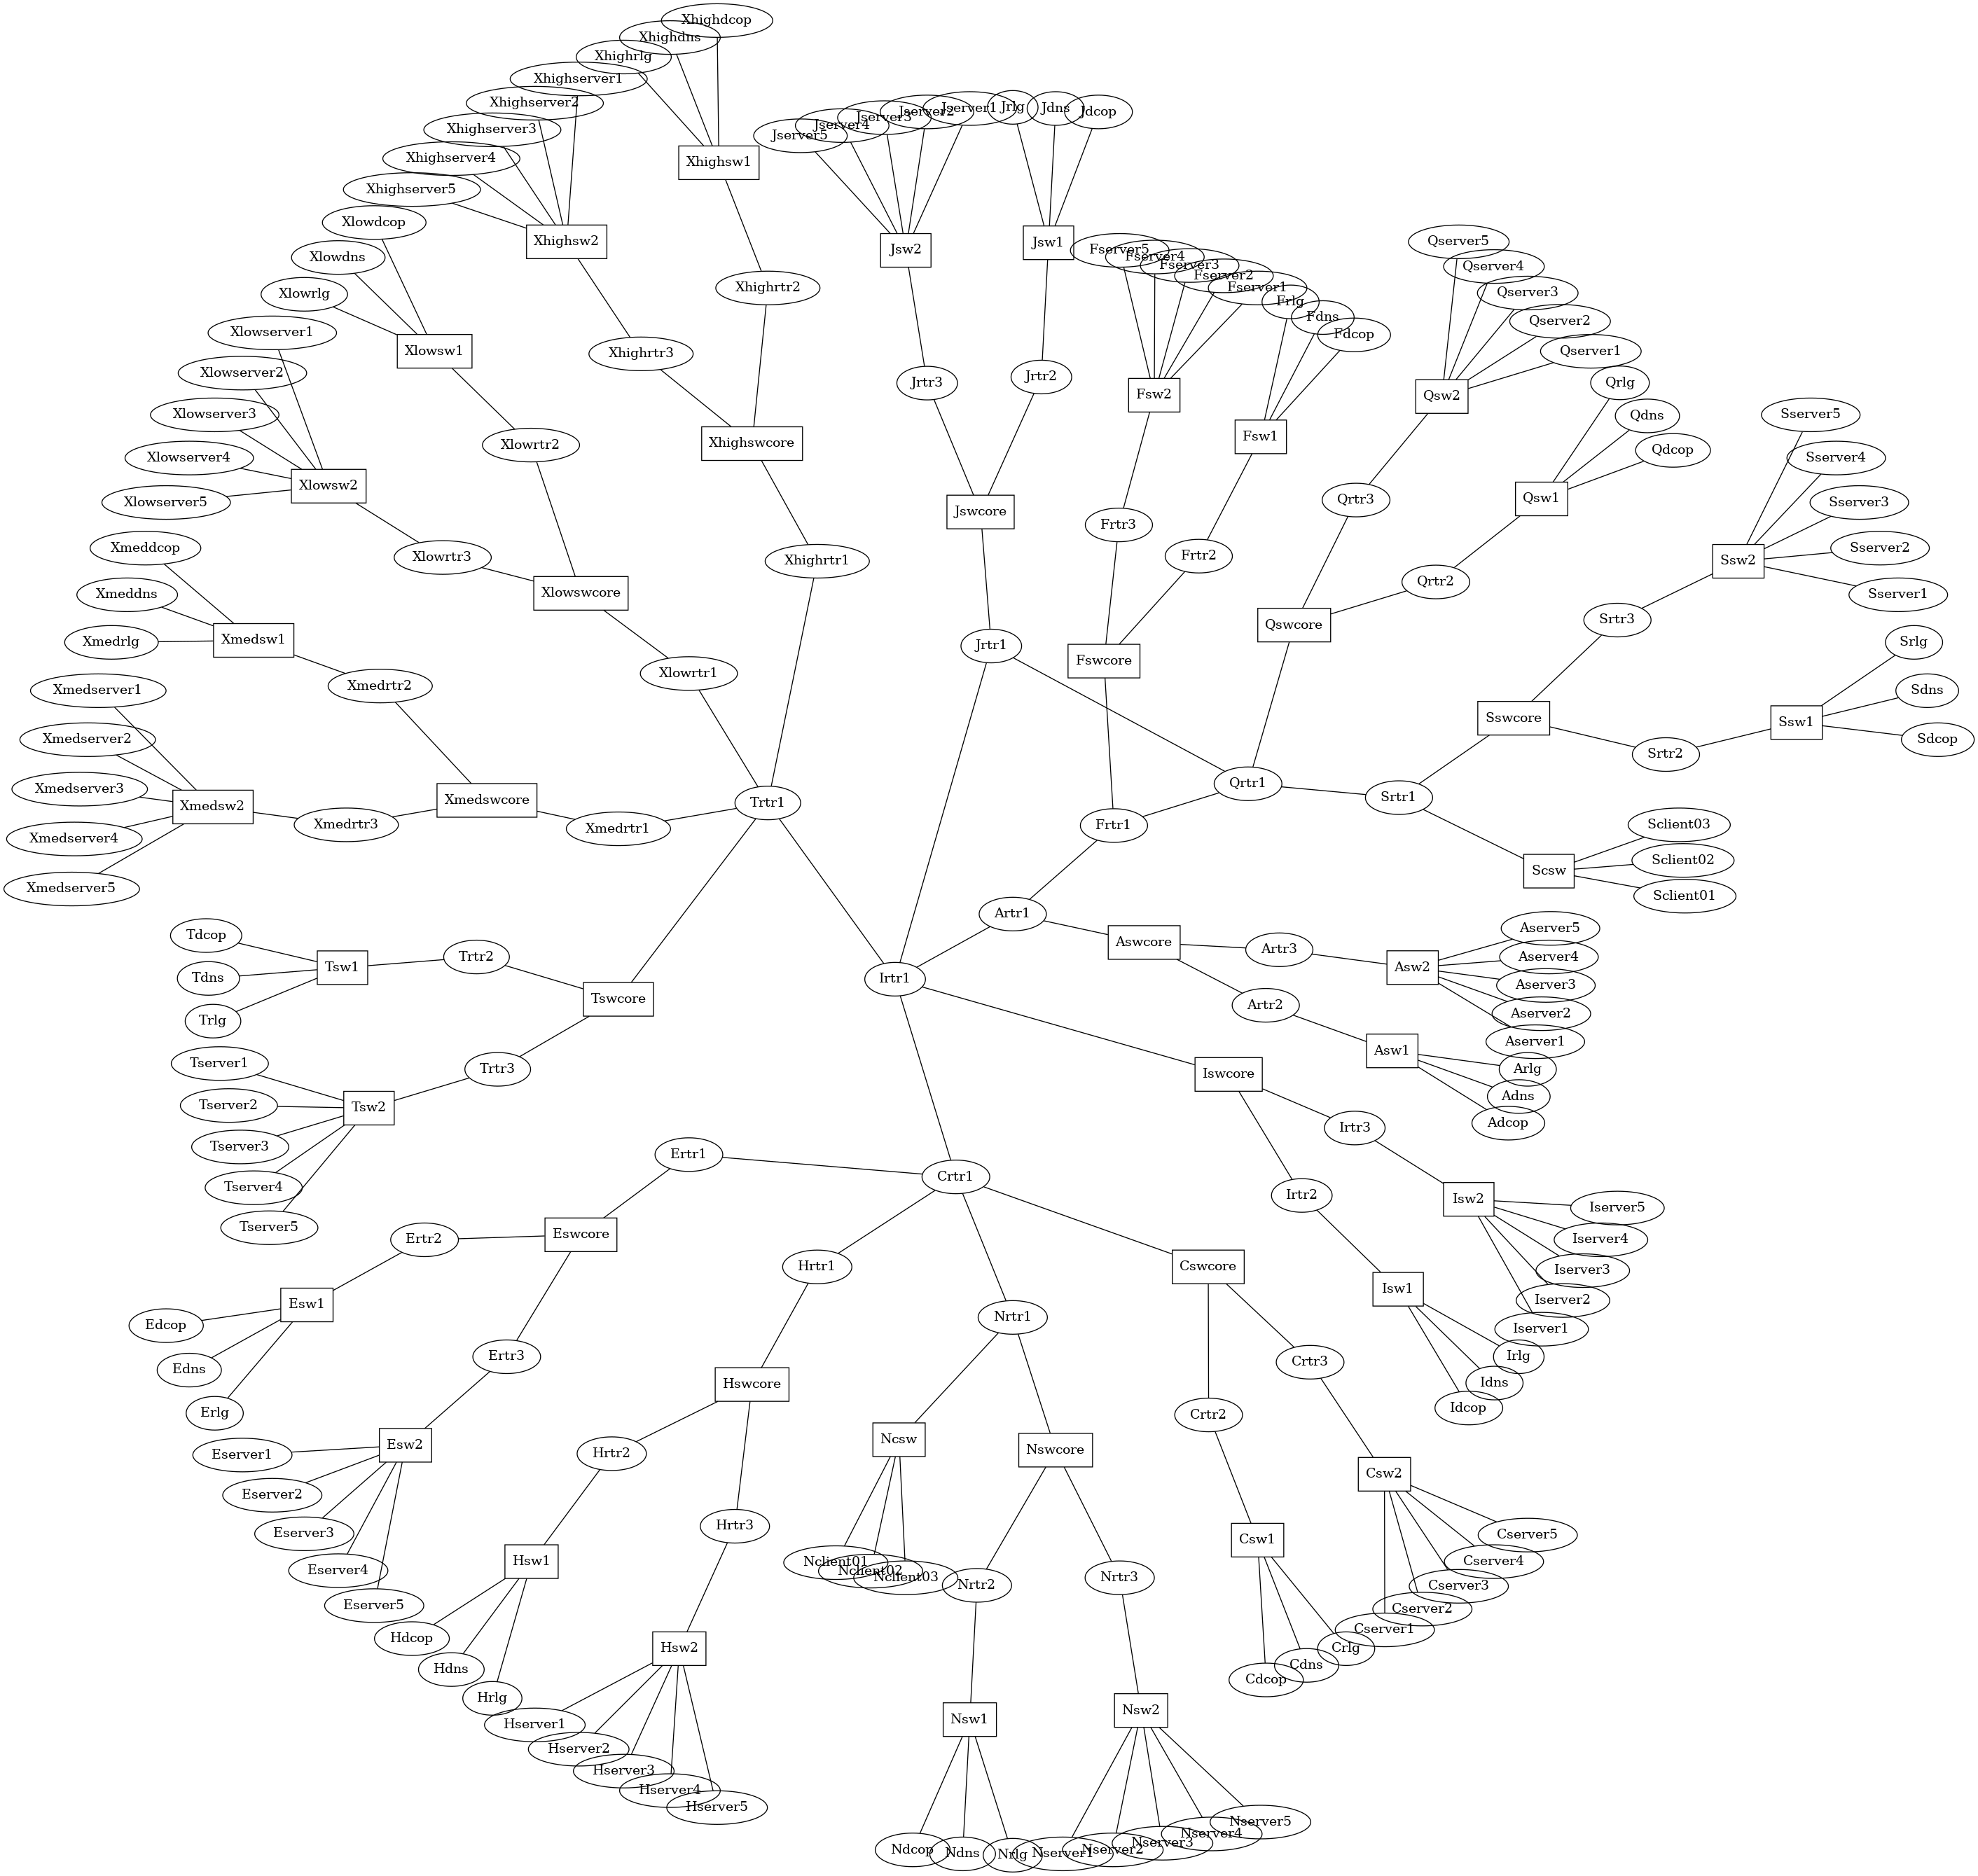 Xhighdcop
Xhighdns
Xhighrlg
Xhighserver1
Xhighserver2
Xhighserver3
Xhighserver4
Xhighserver5
Xhighsw1
Xhighsw2
Xhighrtr2
Xhighrtr3
Xhighswcore
Xhighrtr1
Jserver5
Jserver4
Jserver3
Jserver2
Jserver1
Jrlg
Jdns
Jdcop
Jsw2
Jsw1
Jrtr3
Jrtr2
Jswcore
Jrtr1
Fserver5
Fserver4
Fserver3
Fserver2
Fserver1
Frlg
Fdns
Fdcop
Fsw2
Fsw1
Frtr3
Frtr2
Fswcore
Frtr1
Qserver5
Qserver4
Qserver3
Qserver2
Qserver1
Qrlg
Qdns
Qdcop
Qsw2
Qsw1
Qrtr3
Qrtr2
Qswcore
Qrtr1
Sserver5
Sserver4
Sserver3
Sserver2
Sserver1
Ssw2
Srtr3
Srlg
Sdns
Sdcop
Ssw1
Srtr2
Sswcore
Srtr1
Scsw
Sclient03
Sclient02
Sclient01
Xlowdcop
Xlowdns
Xlowrlg
Xlowsw1
Xlowserver1
Xlowserver2
Xlowserver3
Xlowserver4
Xlowserver5
Xlowsw2
Xlowrtr2
Xlowrtr3
Xlowswcore
Xlowrtr1
Xmeddcop
Xmeddns
Xmedrlg
Xmedsw1
Xmedrtr2
Xmedserver1
Xmedserver2
Xmedserver3
Xmedserver4
Xmedserver5
Xmedsw2
Xmedrtr3
Xmedswcore
Xmedrtr1
Trtr1
Tdcop
Tdns
Trlg
Tsw1
Trtr2
Tswcore
Tserver1
Tserver2
Tserver3
Tserver4
Tserver5
Tsw2
Trtr3
Irtr1
Artr1
Aswcore
Artr3
Artr2
Asw2
Asw1
Aserver5
Aserver4
Aserver3
Aserver2
Aserver1
Arlg
Adns
Adcop
Iswcore
Irtr3
Irtr2
Isw2
Isw1
Iserver5
Iserver4
Iserver3
Iserver2
Iserver1
Irlg
Idns
Idcop
Crtr1
Ertr1
Eswcore
Ertr2
Esw1
Edcop
Edns
Erlg
Ertr3
Esw2
Eserver1
Eserver2
Eserver3
Eserver4
Eserver5
Hrtr1
Hswcore
Hrtr2
Hrtr3
Hsw1
Hdcop
Hdns
Hrlg
Hsw2
Hserver1
Hserver2
Hserver3
Hserver4
Hserver5
Nrtr1
Ncsw
Nswcore
Nclient01
Nclient02
Nclient03
Nrtr2
Nrtr3
Nsw1
Nsw2
Ndcop
Ndns
Nrlg
Nserver1
Nserver2
Nserver3
Nserver4
Nserver5
Cswcore
Crtr3
Crtr2
Csw2
Csw1
Cserver5
Cserver4
Cserver3
Cserver2
Cserver1
Crlg
Cdns
Cdcop